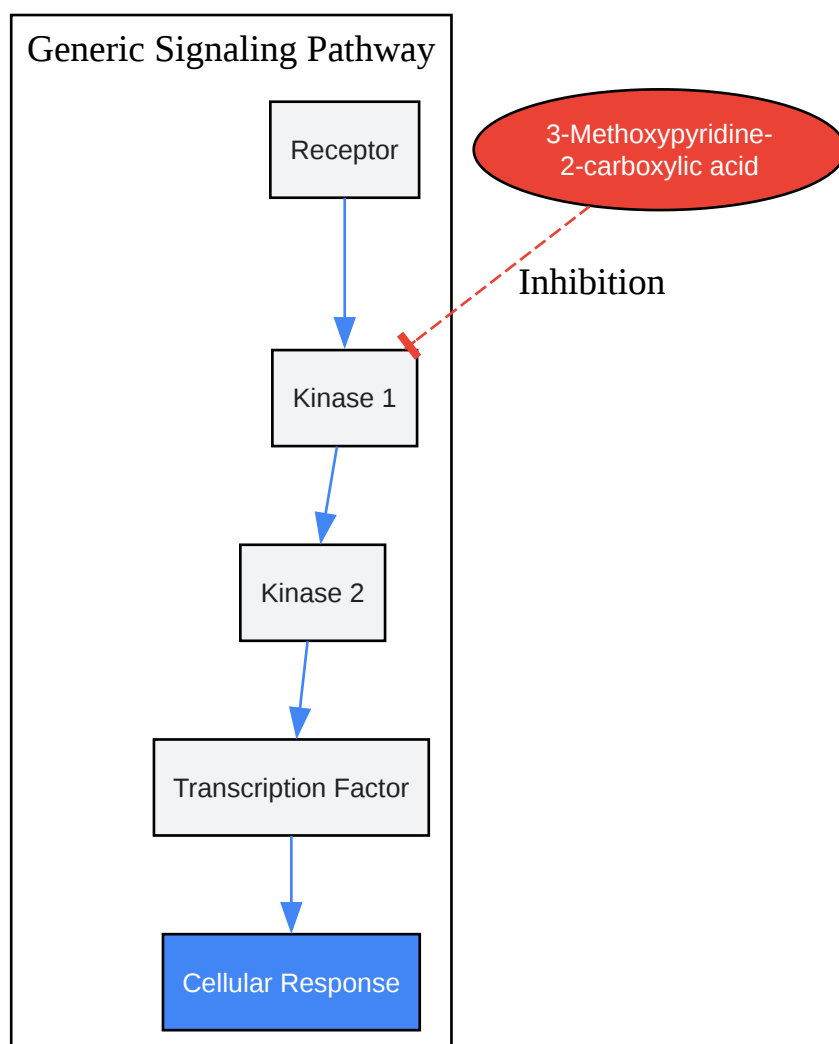 Generic Signaling Pathway
Receptor
3-Methoxypyridine-
2-carboxylic acid
Inhibition
Kinase 1
Kinase 2
Transcription Factor
Cellular Response